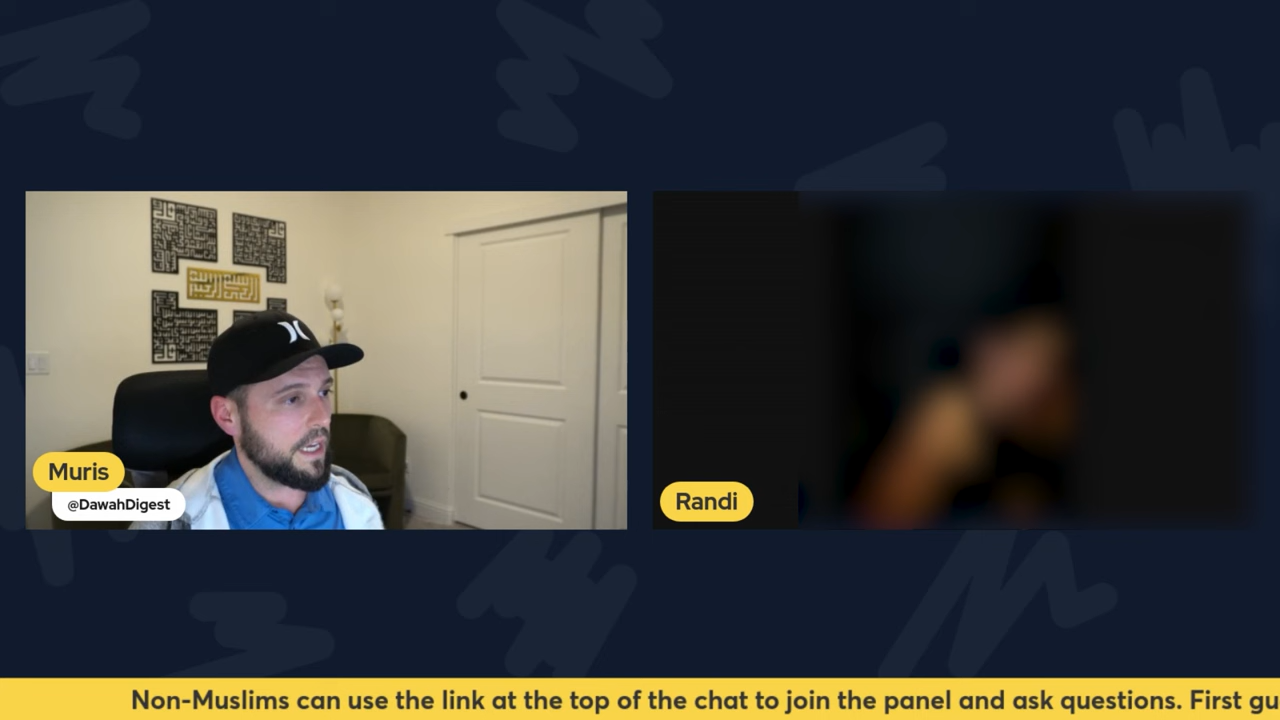 Muris
@DawahDigest
Randi
Non-Muslims can use the link at the top of the chat to join the panel and ask questions. First gu